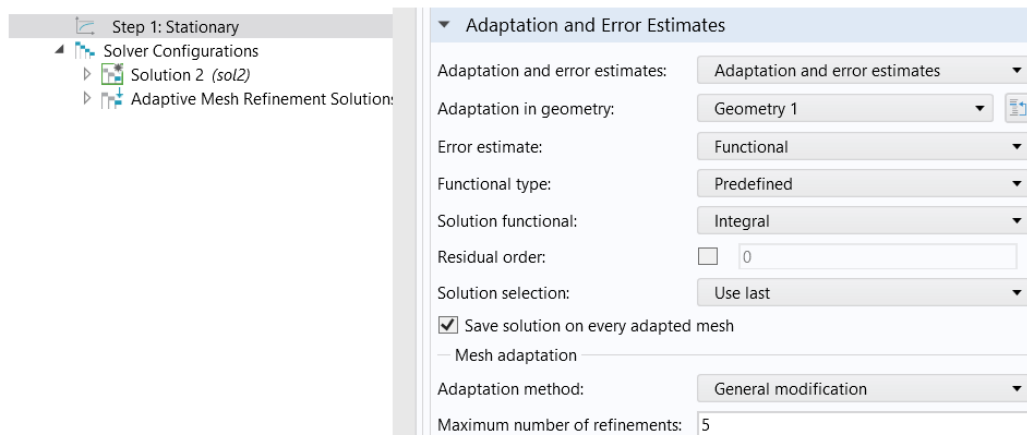 Step 1: Stationary
Solver Configurations
Solution 2 (sol2)
Adaptive Mesh Refinement Solutions
Adaptation and Error Estimates
Adaptation and error estimates: Adaptation and error estimates
Adaptation in geometry: Geometry 1
Error estimate: Functional
Functional type: Predefined
Solution functional: Integral
Residual order: 0
Solution selection: Use last
Save solution on every adapted mesh
Mesh adaptation
Adaptation method: General modification
Maximum number of refinements: 5